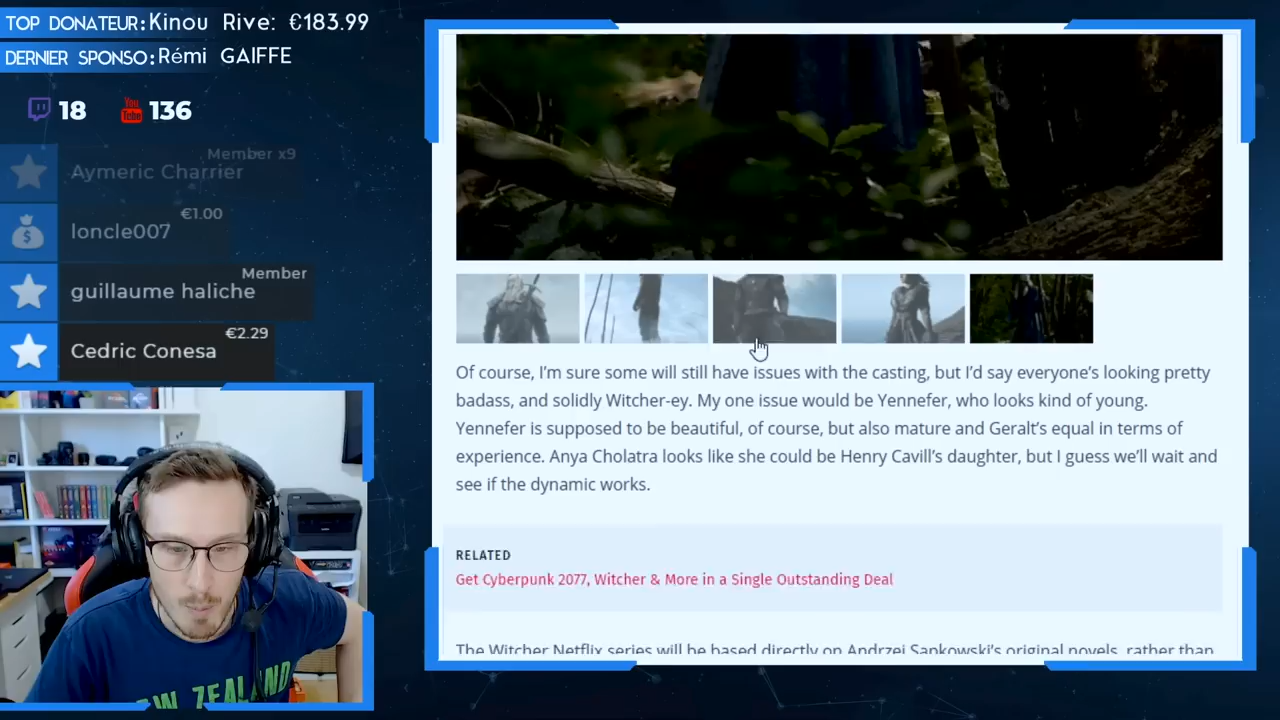 TOP DONATEUR:Kinou Rive: €183.99
DERNIER SPONSO:Rémi GAIFFE
18
You Tube 136
Member x9
Aymeric Charrier
€1.00
loncle007
Member
guillaume haliche
€2.29
Cedric Conesa
NEW ZEALAND
Of course, I'm sure some will still have issues with the casting, but I'd say everyone's looking pretty
badass, and solidly Witcher-ey. My one issue would be Yennefer, who looks kind of young.
Yennefer is supposed to be beautiful, of course, but also mature and Geralt's equal in terms of
experience. Anya Cholatra looks like she could be Henry Cavill's daughter, but I guess we'll wait and
see if the dynamic works.
RELATED
Get Cyberpunk 2077, Witcher & More in a Single Outstanding Deal
The Witcher Netflix series will be based directly on Andrzej Sapkowski's original novels, rather than